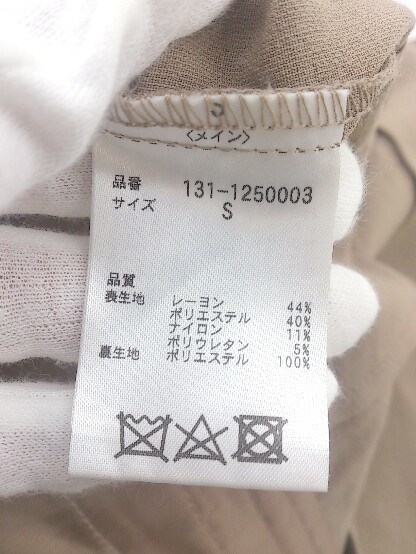 〈メイン〉
品番 131-1250003
サイズ S
品質
表生地 レーヨン 44%
ポリエステル 40%
ナイロン 11%
ポリウレタン 5%
裏生地 ポリエステル 100%